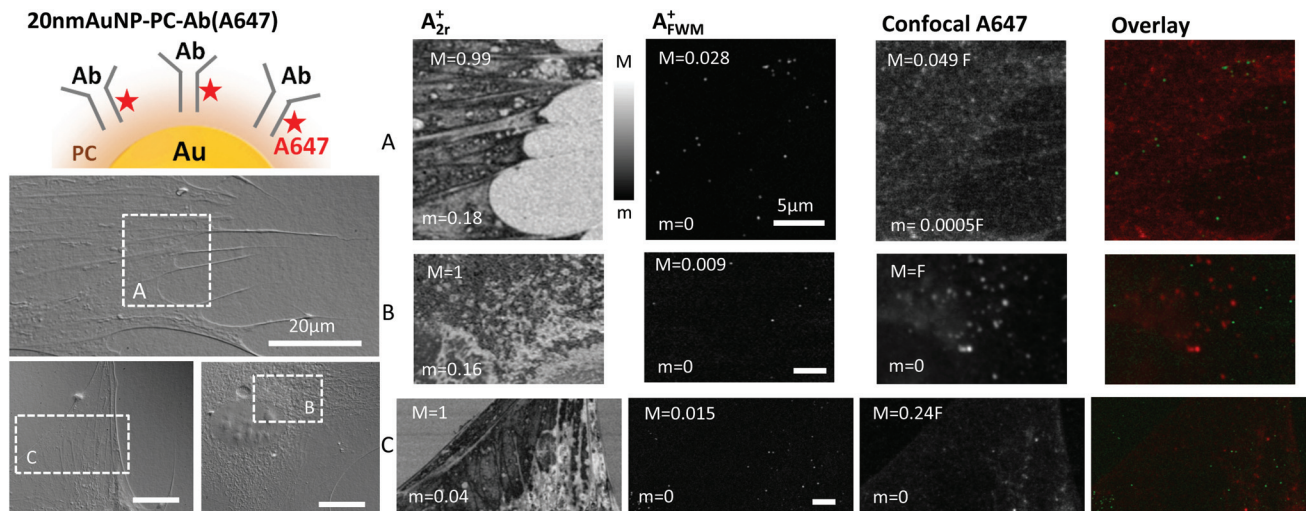 20nmAuNP-PC-Ab(A647)
Ab Ab Ab
A647
PC Au
A
20μm
C
B
A⁺2r A⁺FWM Confocal A647 Overlay
A
M=0.99
m=0.18
M
m
M=0.028
m=0
5μm
M=0.049 F
m= 0.0005F
B
M=1
m=0.16
M=0.009
m=0
M=F
m=0
C
M=1
m=0.04
M=0.015
m=0
M=0.24F
m=0